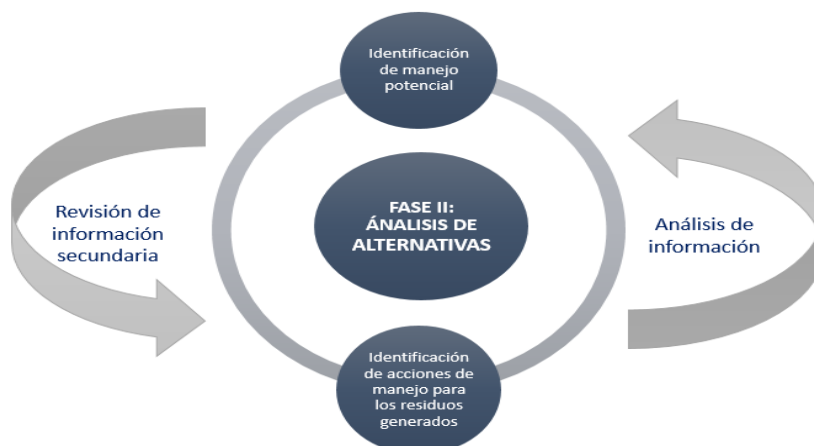 Identificación
de manejo
potencial
FASE II:
ÁNALISIS DE
ALTERNATIVAS
Revisión de
información
secundaria
Análisis de
información
Identificación
de acciones de
manejo para
los residuos
generados